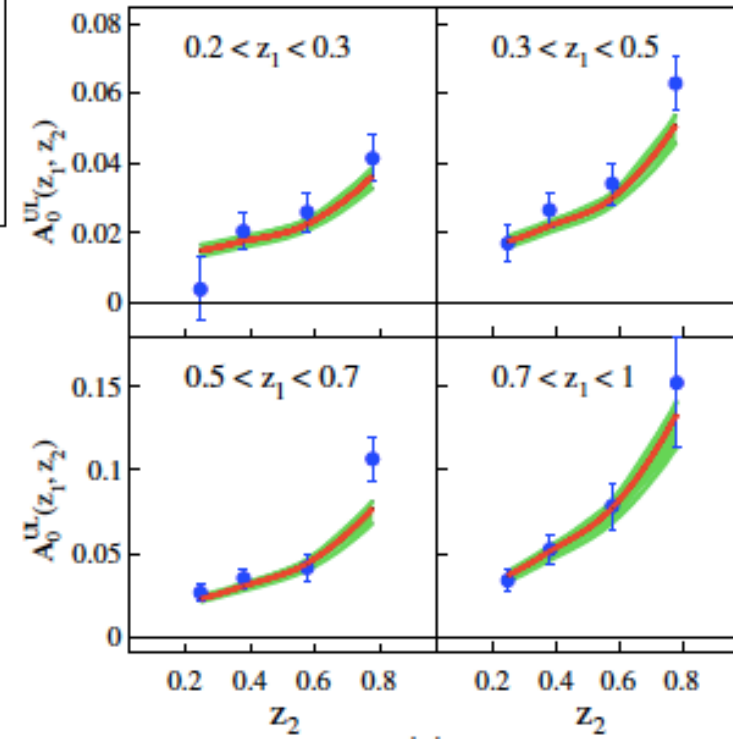 0.08
0.06
0.04
0.02
0
A₀ᵁᴸ(z₁, z₂)
0.2 < z₁ < 0.3
0.3 < z₁ < 0.5
0.15
0.1
0.05
0
A₀ᵁᴸ(z₁, z₂)
0.5 < z₁ < 0.7
0.7 < z₁ < 1
0.2 0.4 0.6 0.8
0.2 0.4 0.6 0.8
z₂
z₂